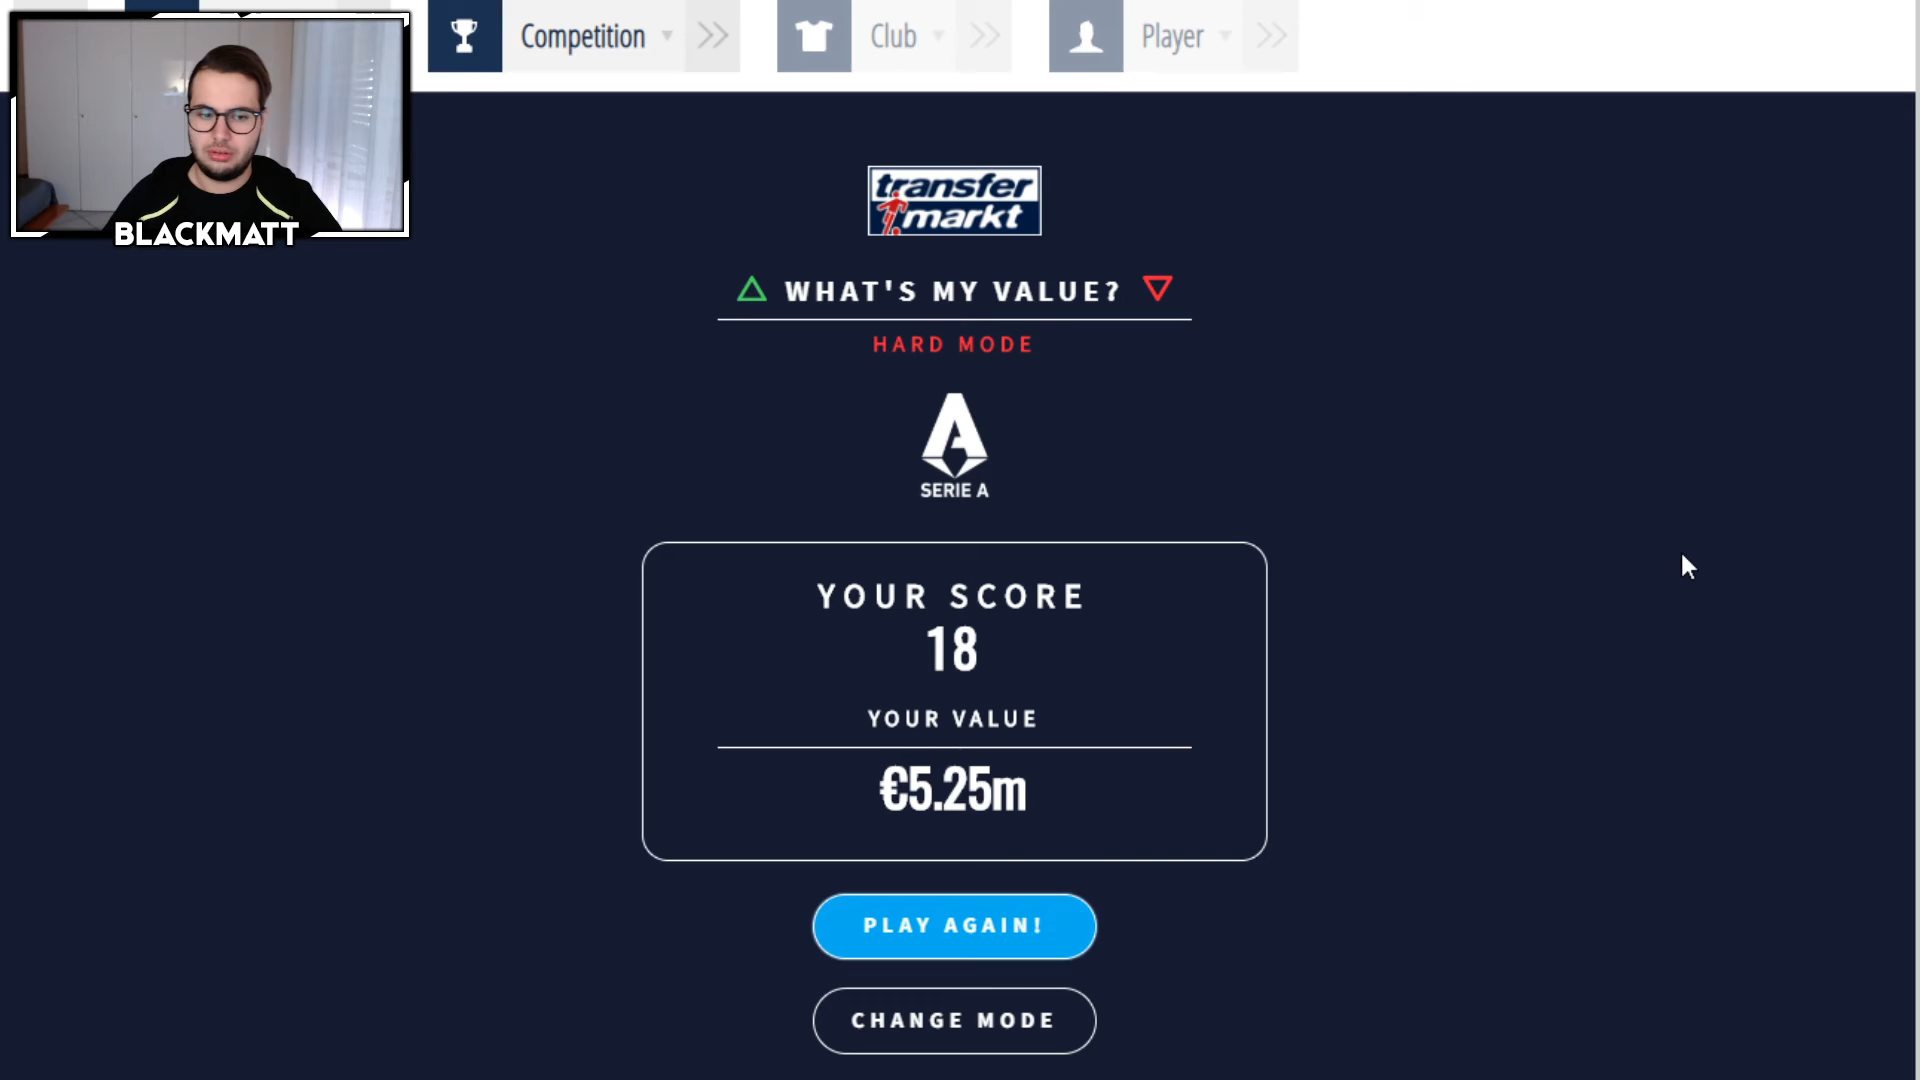 Competition
Club
Player
BLACKMATT
transfer
markt
WHAT'S MY VALUE?
HARD MODE
SERIE A
YOUR SCORE
18
YOUR VALUE
€5.25m
PLAY AGAIN!
CHANGE MODE